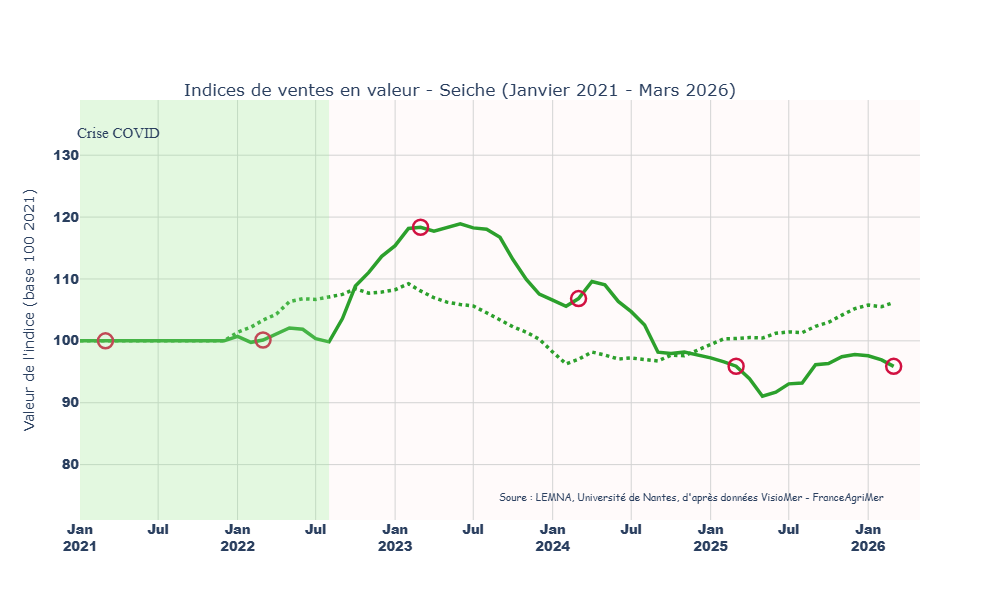 Indices de ventes en valeur - Seiche (Janvier 2021 - Mars 2026)
Crise COVID
Valeur de l'indice (base 100 2021)
130
120
110
100
90
80
Soure : LEMNA, Université de Nantes, d'après données VisioMer - FranceAgriMer
Jan Jul Jan Jul Jan Jul Jan Jul Jan Jul Jan
2021 2022 2023 2024 2025 2026